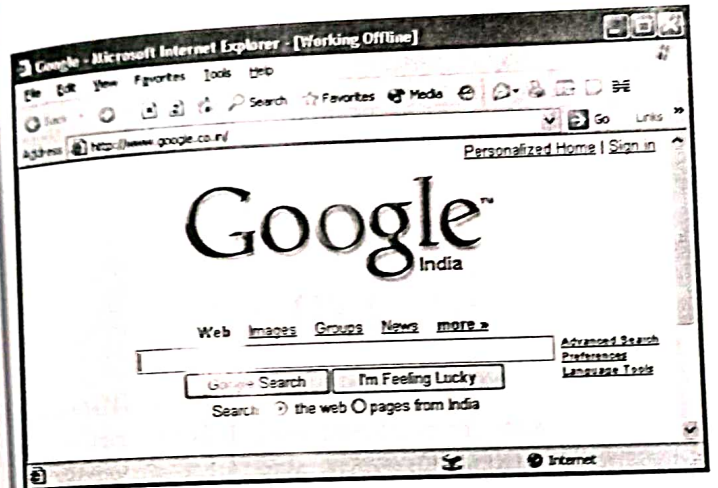 Google - Microsoft Internet Explorer - [Working Offline]
File Edit View Favorites Tools Help
Back Search Favorites Media
Address http://www.google.co.in/ Go Links »
Personalized Home | Sign in
Google™
India
Web Images Groups News more »
Advanced Search
Preferences
Language Tools
Google Search I'm Feeling Lucky
Search: the web pages from India
Internet